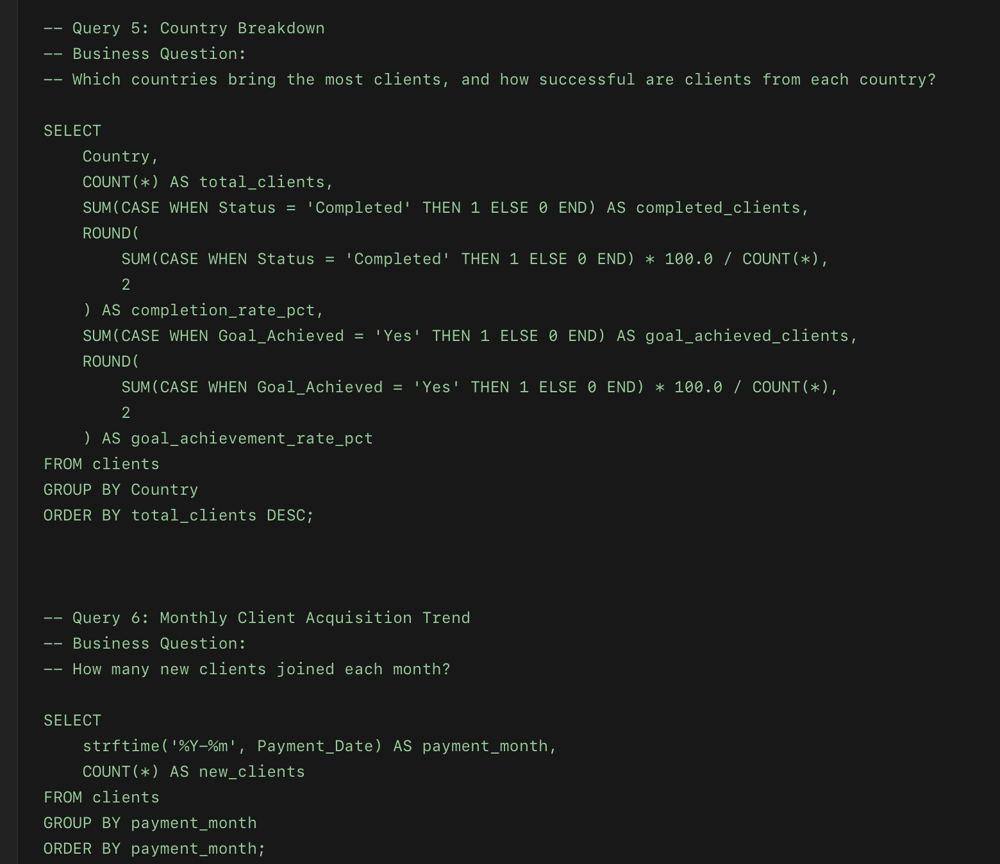 -- Query 5: Country Breakdown
-- Business Question:
-- Which countries bring the most clients, and how successful are clients from each country?

SELECT
    Country,
    COUNT(*) AS total_clients,
    SUM(CASE WHEN Status = 'Completed' THEN 1 ELSE 0 END) AS completed_clients,
    ROUND(
        SUM(CASE WHEN Status = 'Completed' THEN 1 ELSE 0 END) * 100.0 / COUNT(*),
        2
    ) AS completion_rate_pct,
    SUM(CASE WHEN Goal_Achieved = 'Yes' THEN 1 ELSE 0 END) AS goal_achieved_clients,
    ROUND(
        SUM(CASE WHEN Goal_Achieved = 'Yes' THEN 1 ELSE 0 END) * 100.0 / COUNT(*),
        2
    ) AS goal_achievement_rate_pct
FROM clients
GROUP BY Country
ORDER BY total_clients DESC;

-- Query 6: Monthly Client Acquisition Trend
-- Business Question:
-- How many new clients joined each month?

SELECT
    strftime('%Y-%m', Payment_Date) AS payment_month,
    COUNT(*) AS new_clients
FROM clients
GROUP BY payment_month
ORDER BY payment_month;